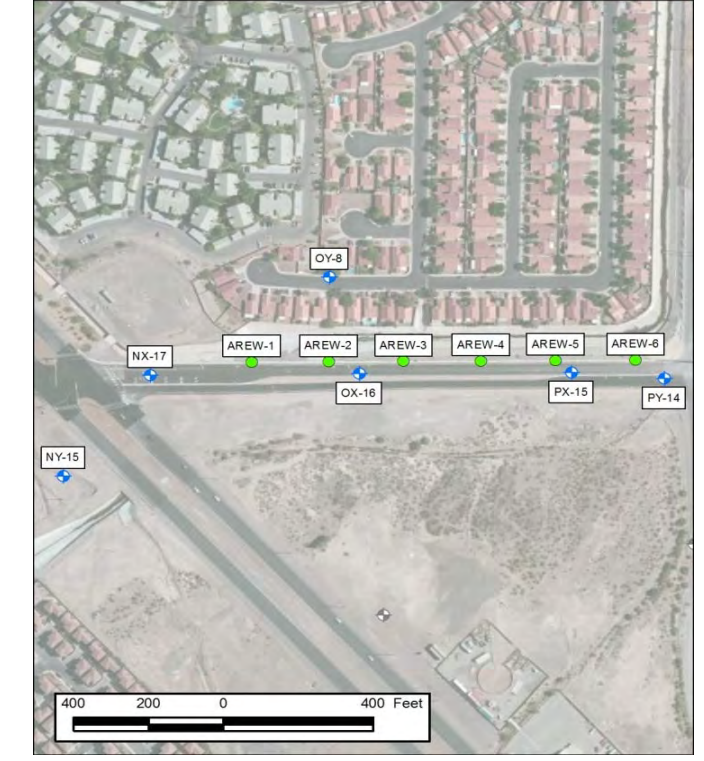 OY-8
NX-17
AREW-1
AREW-2
AREW-3
AREW-4
AREW-5
AREW-6
OX-16
PX-15
PY-14
NY-15
400 200 0 400 Feet